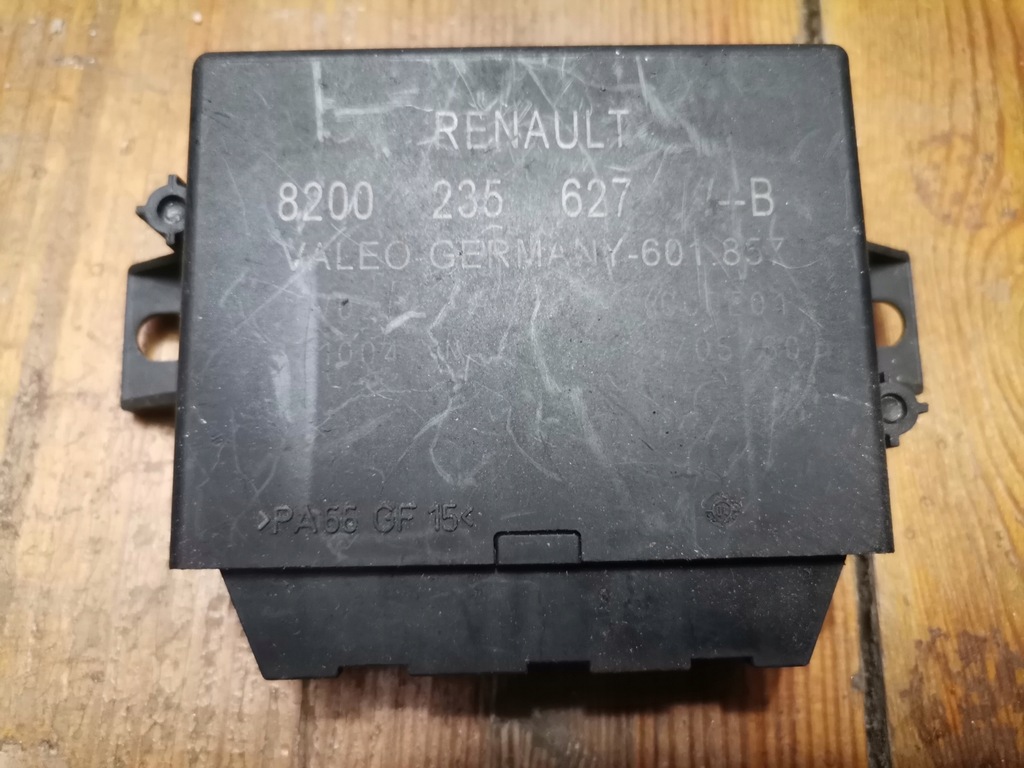 RENAULT
8200 235 627 --B
VALEO GERMANY-601.857
>PA66 GF 15<